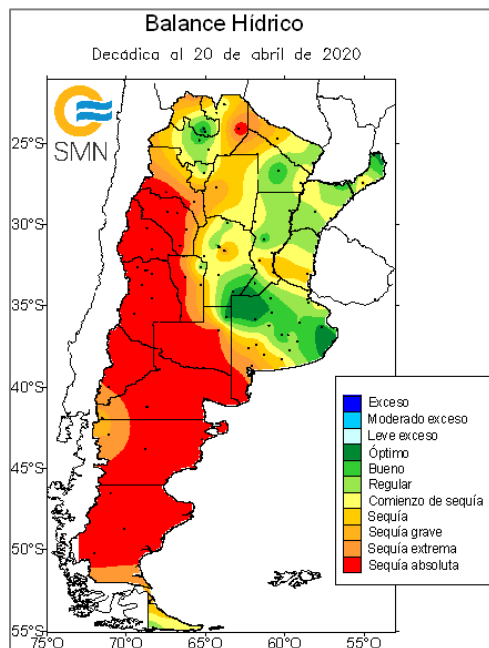 Balance Hídrico
Decádica al 20 de abril de 2020
SMN
25°S
30°S
35°S
40°S
45°S
50°S
55°S
75°O
70°O
65°O
60°O
55°O
Exceso
Moderado exceso
Leve exceso
Óptimo
Bueno
Regular
Comienzo de sequía
Sequía
Sequía grave
Sequía extrema
Sequía absoluta